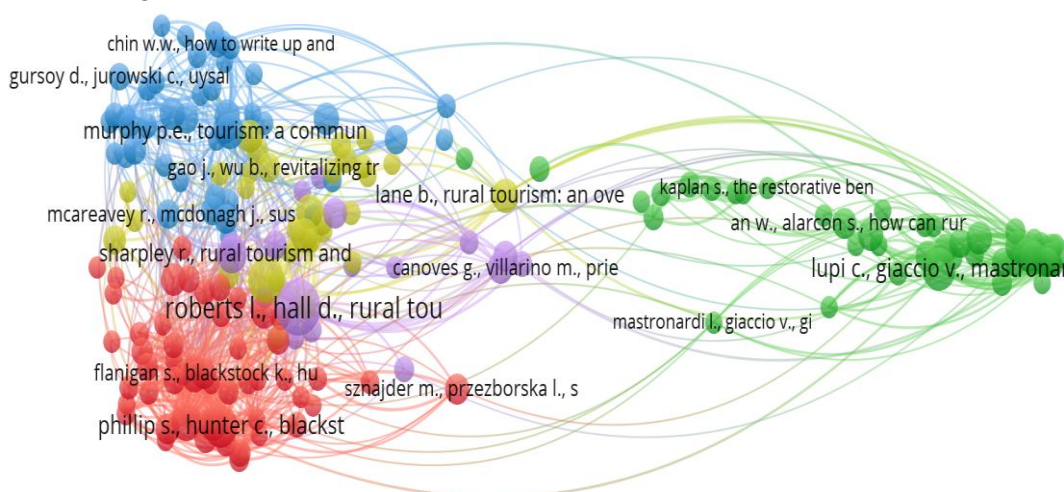 chin w.w., how to write up and
gursoy d., jurowski c., uysal
murphy p.e., tourism: a commun
gao j., wu b., revitalizing tr
lane b., rural tourism: an ove
kaplan s., the restorative ben
mcareavey r., mcdonagh j., sus
an w., alarcon s., how can rur
sharpley r., rural tourism and
canoves g., villarino m., prie
lupi c., giaccio v., mastronar
roberts l., hall d., rural tou
mastronardi l., giaccio v., gi
flanigan s., blackstock k., hu
sznajder m., przezborska l., s
phillip s., hunter c., blackst